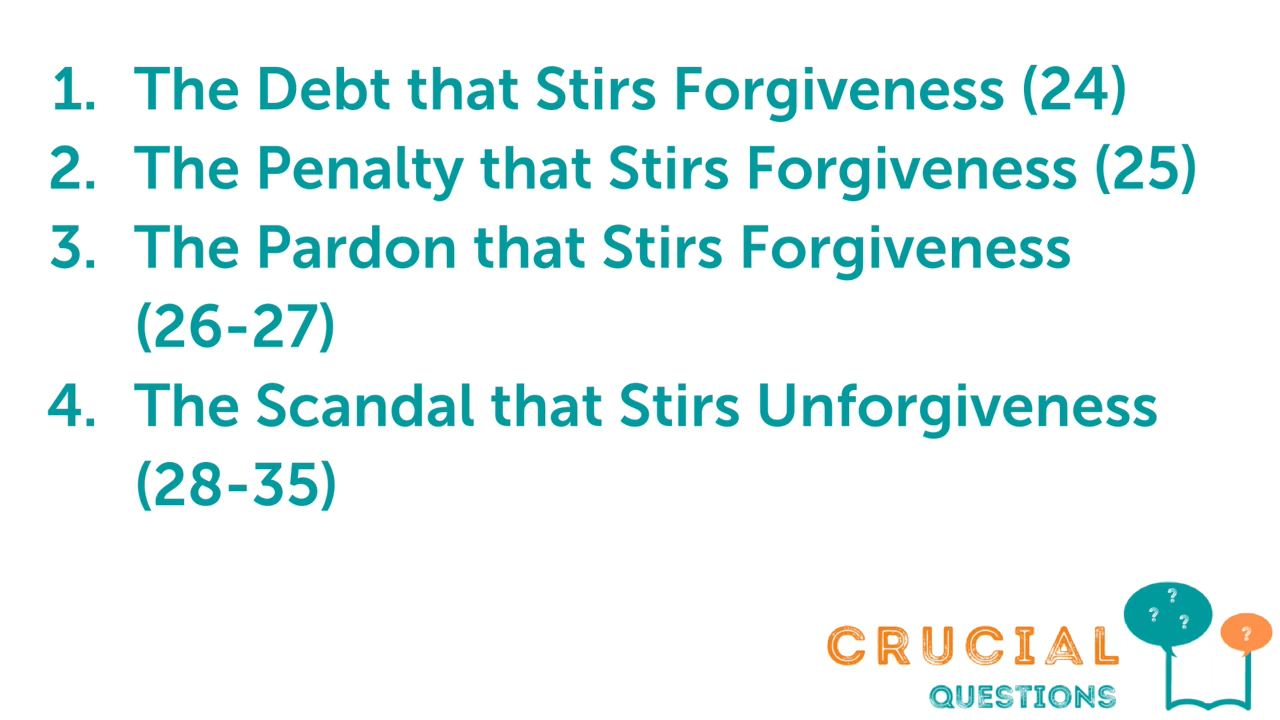 1. The Debt that Stirs Forgiveness (24)
2. The Penalty that Stirs Forgiveness (25)
3. The Pardon that Stirs Forgiveness
(26-27)
4. The Scandal that Stirs Unforgiveness
(28-35)
? ? ?
?
CRUCIAL
QUESTIONS